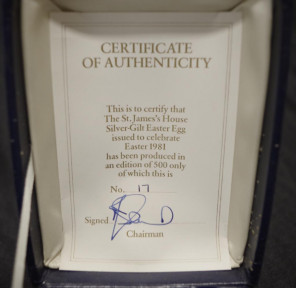 CERTIFICATE
OF AUTHENTICITY
This is to certify that
The St. James's House
Silver-Gilt Easter Egg
issued to celebrate
Easter 1981
has been produced in
an edition of 500 only
of which this is
No. 17
Signed
Chairman